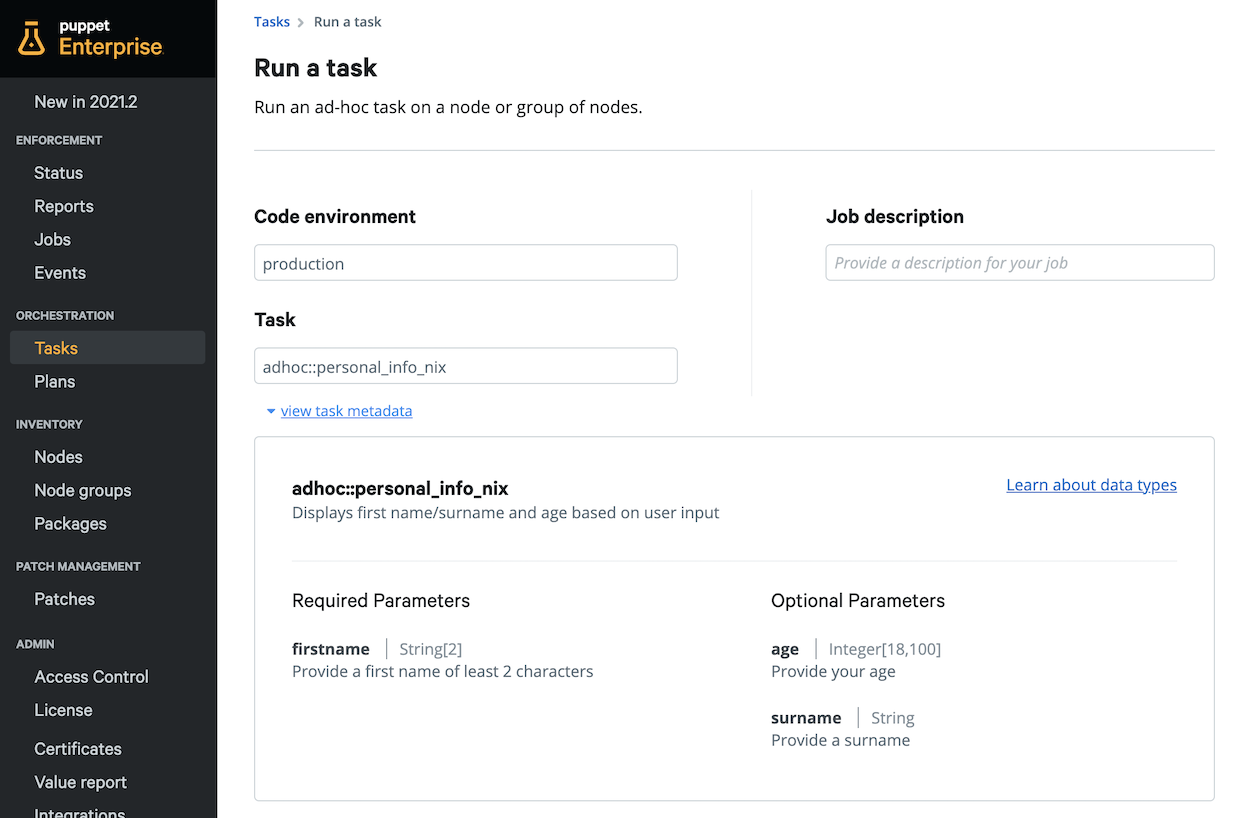 puppet
Enterprise
New in 2021.2
ENFORCEMENT
Status
Reports
Jobs
Events
ORCHESTRATION
Tasks
Plans
INVENTORY
Nodes
Node groups
Packages
PATCH MANAGEMENT
Patches
ADMIN
Access Control
License
Certificates
Value report
Integrations
Tasks > Run a task
Run a task
Run an ad-hoc task on a node or group of nodes.
Code environment
production
Job description
Provide a description for your job
Task
adhoc::personal_info_nix
view task metadata
adhoc::personal_info_nix
Learn about data types
Displays first name/surname and age based on user input
Required Parameters
firstname | String[2]
Provide a first name of least 2 characters
Optional Parameters
age | Integer[18,100]
Provide your age
surname | String
Provide a surname